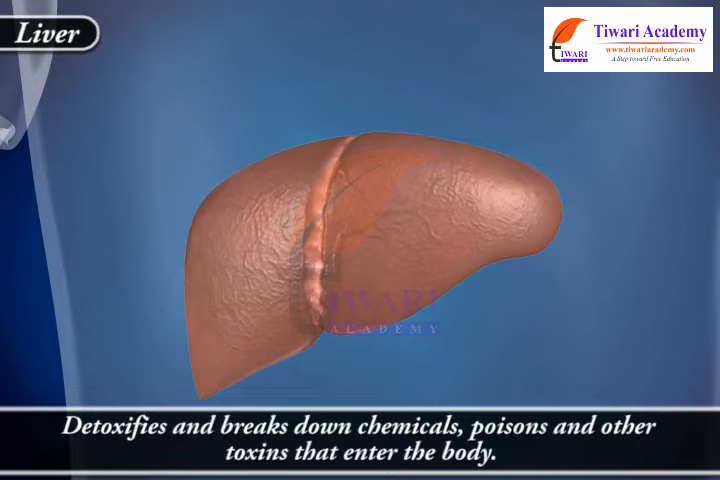 Liver
Tiwari Academy
www.tiwariacademy.com
A Step toward Free Education
TIWARI
ACADEMY
TIWARI
ACADEMY
Detoxifies and breaks down chemicals, poisons and other
toxins that enter the body.